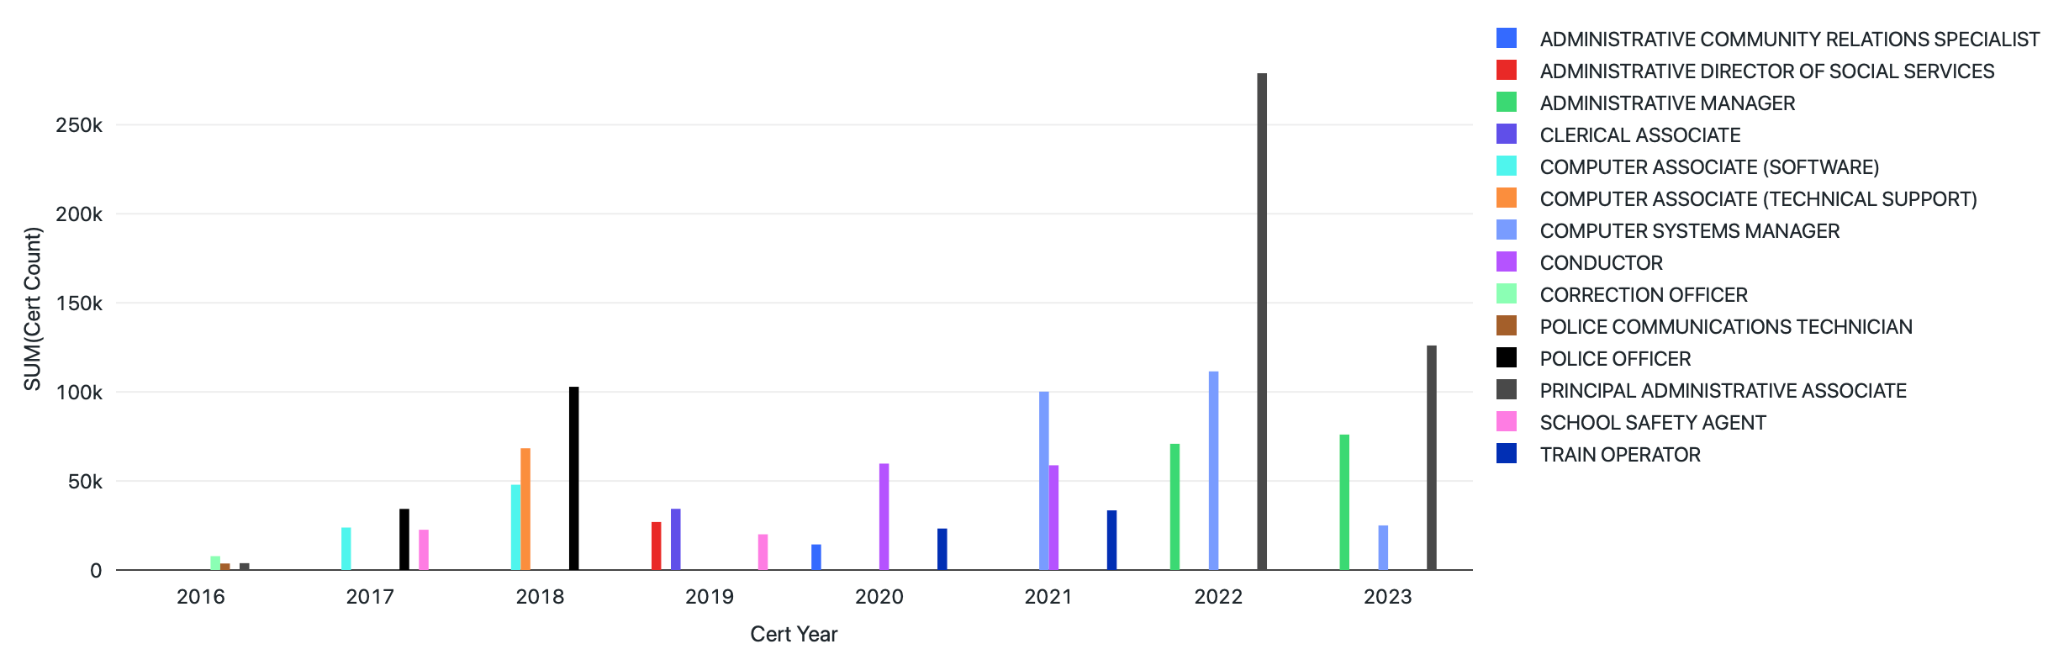 250k
200k
150k
100k
50k
0
SUM(Cert Count)
2016 2017 2018 2019 2020 2021 2022 2023
Cert Year
ADMINISTRATIVE COMMUNITY RELATIONS SPECIALIST
ADMINISTRATIVE DIRECTOR OF SOCIAL SERVICES
ADMINISTRATIVE MANAGER
CLERICAL ASSOCIATE
COMPUTER ASSOCIATE (SOFTWARE)
COMPUTER ASSOCIATE (TECHNICAL SUPPORT)
COMPUTER SYSTEMS MANAGER
CONDUCTOR
CORRECTION OFFICER
POLICE COMMUNICATIONS TECHNICIAN
POLICE OFFICER
PRINCIPAL ADMINISTRATIVE ASSOCIATE
SCHOOL SAFETY AGENT
TRAIN OPERATOR